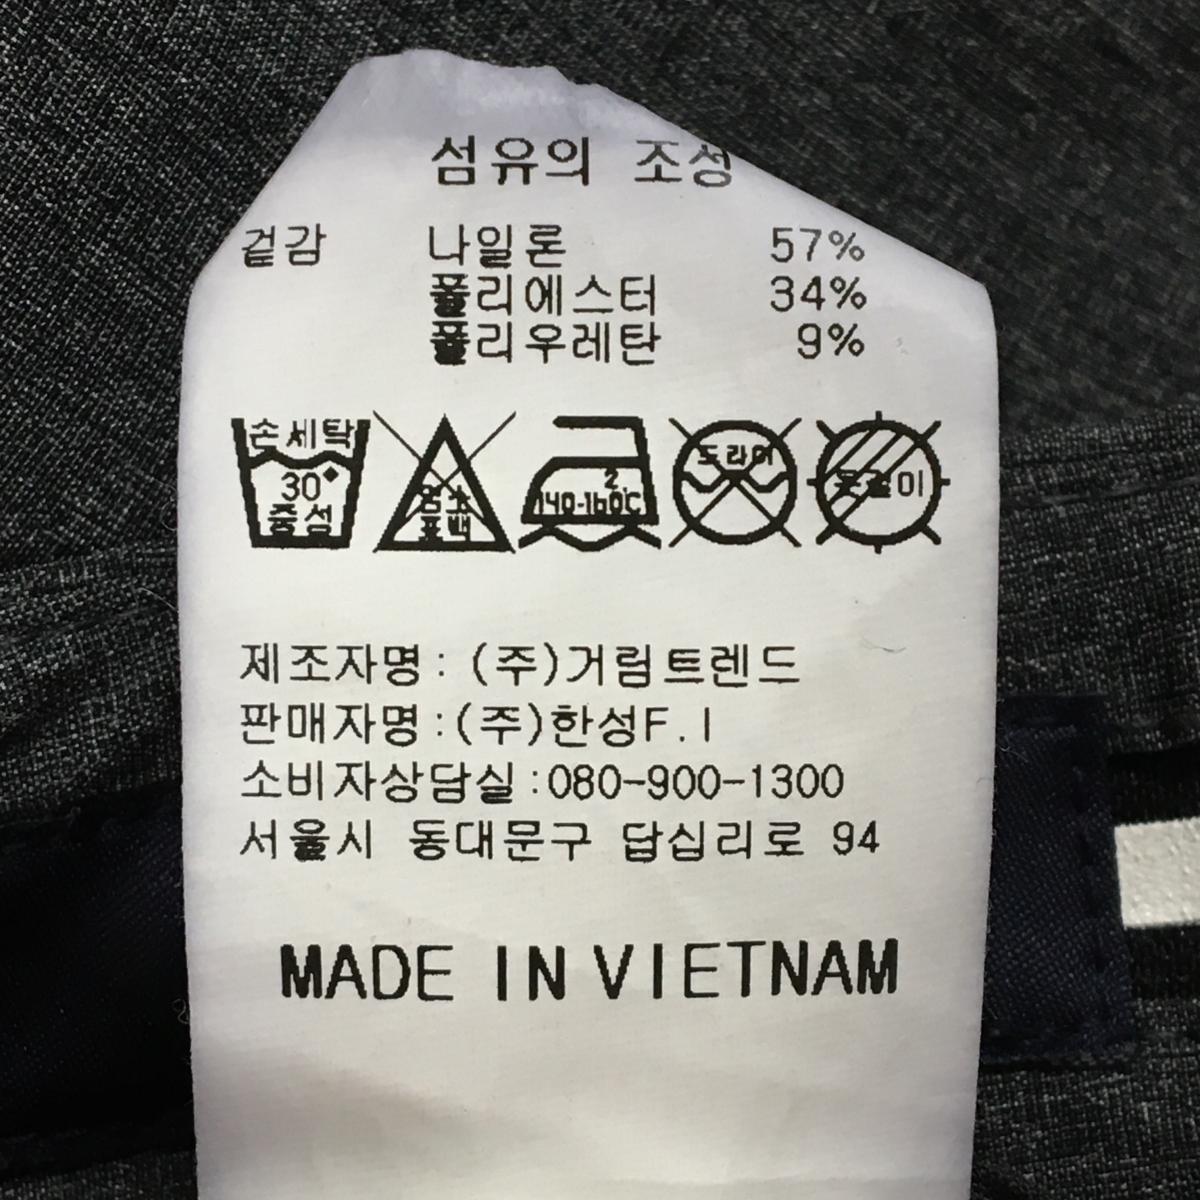 섬유의 조성
겉감 나일론 57%
폴리에스터 34%
폴리우레탄 9%
손세탁
30°
중성
염소
표백
2.
140-160℃
드라이
옷걸이
제조자명: (주)거림트렌드
판매자명:(주)한성F.I
소비자상담실:080-900-1300
서울시 동대문구 답십리로 94
MADE IN VIETNAM